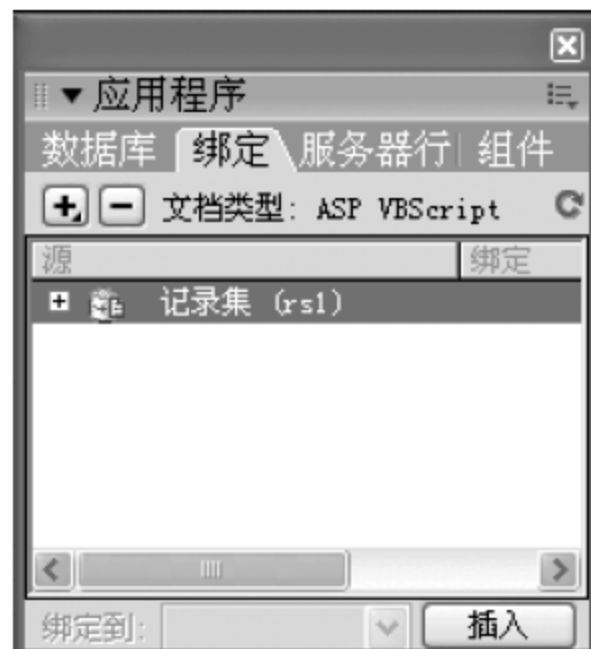 应用程序
数据库 绑定 服务器行 组件
文档类型: ASP VBScript
源 绑定
记录集 (rs1)
绑定到: 插入